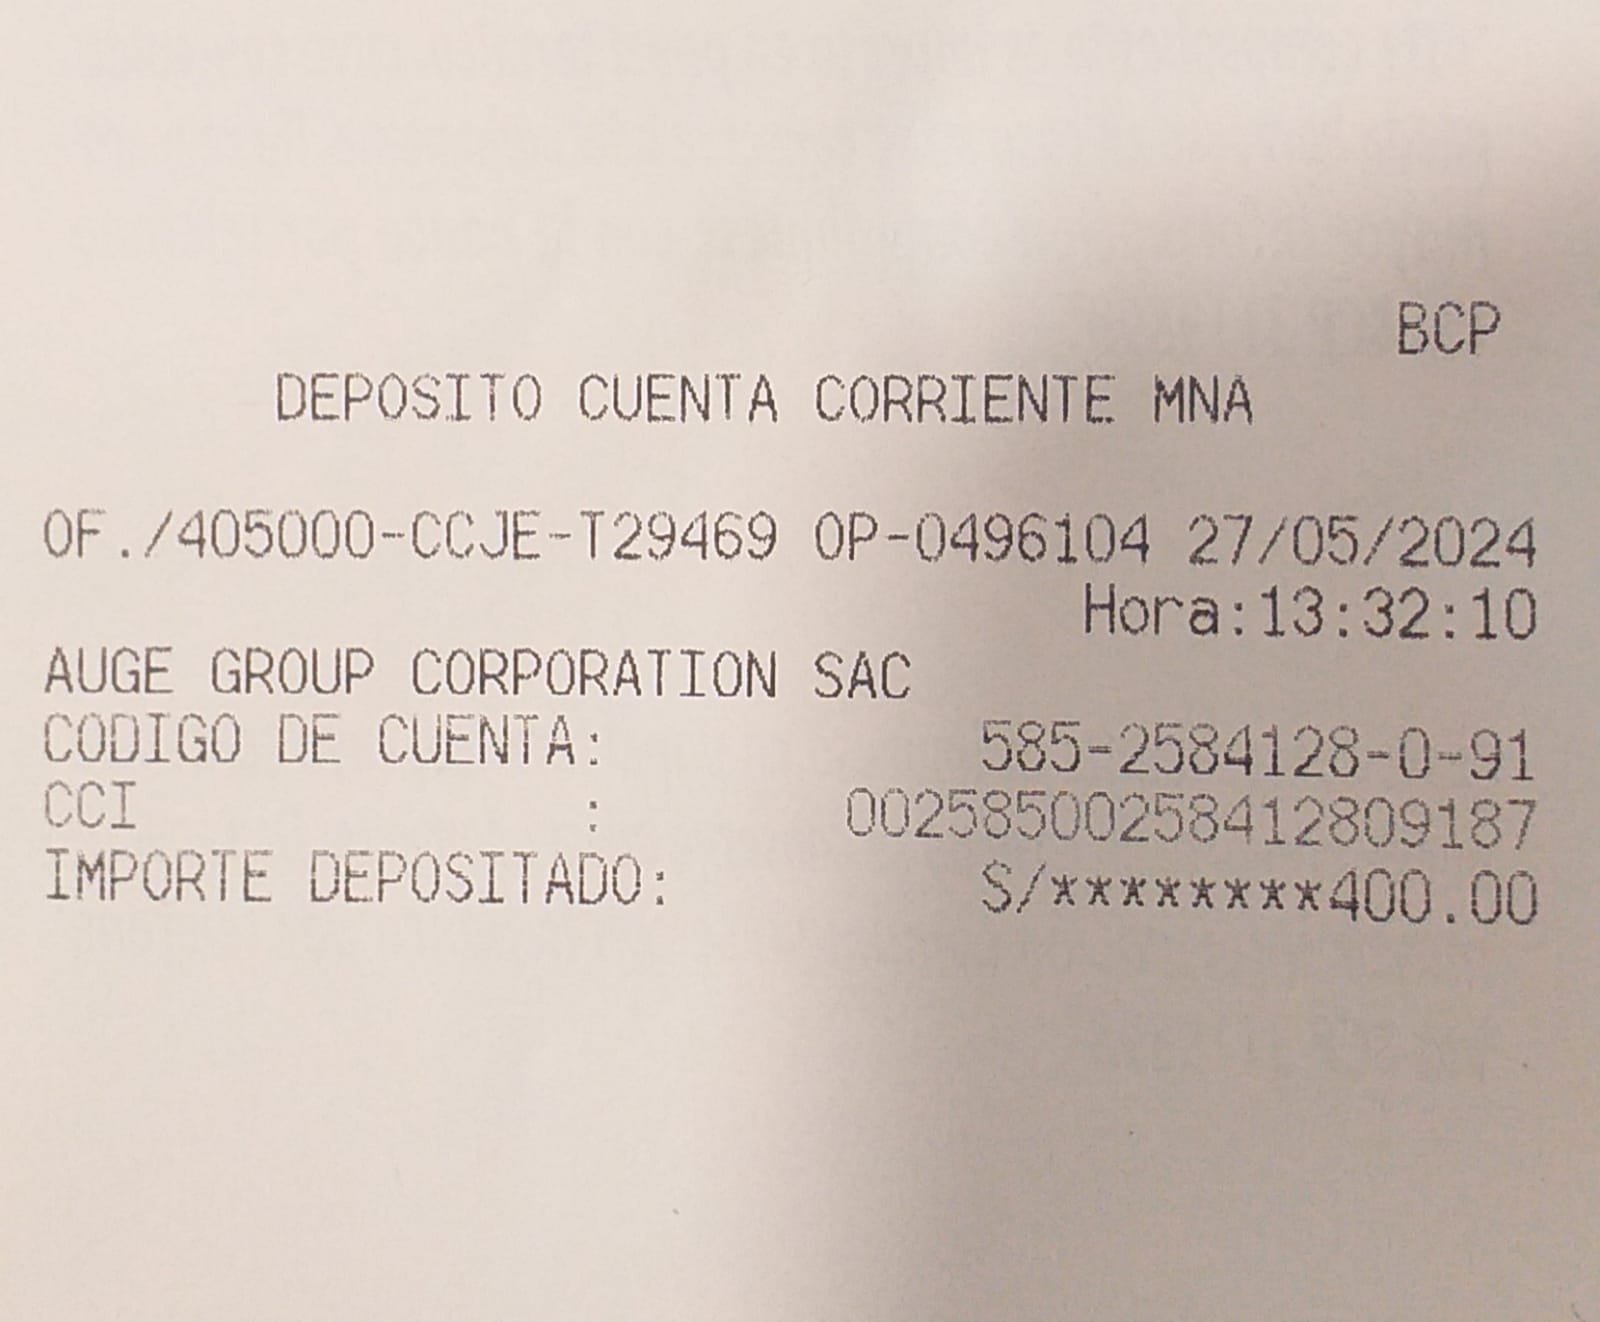 BCP
DEPOSITO CUENTA CORRIENTE MNA
OF./405000-CCJE-T29469 OP-0496104 27/05/2024
Hora:13:32:10
AUGE GROUP CORPORATION SAC
CODIGO DE CUENTA: 585-2584128-0-91
CCI : 00258500258412809187
IMPORTE DEPOSITADO: S/********400.00